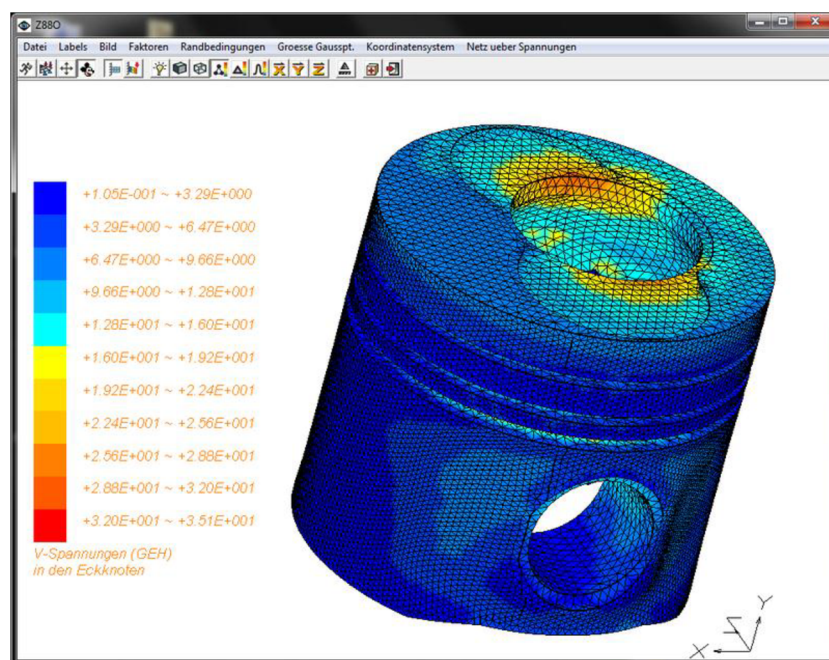 Z88O
Datei Labels Bild Faktoren Randbedingungen Groesse Gausspt. Koordinatensystem Netz ueber Spannungen
+1.05E-001 ~ +3.29E+000
+3.29E+000 ~ +6.47E+000
+6.47E+000 ~ +9.66E+000
+9.66E+000 ~ +1.28E+001
+1.28E+001 ~ +1.60E+001
+1.60E+001 ~ +1.92E+001
+1.92E+001 ~ +2.24E+001
+2.24E+001 ~ +2.56E+001
+2.56E+001 ~ +2.88E+001
+2.88E+001 ~ +3.20E+001
+3.20E+001 ~ +3.51E+001
V-Spannungen (GEH)
in den Eckknoten
X Y Z